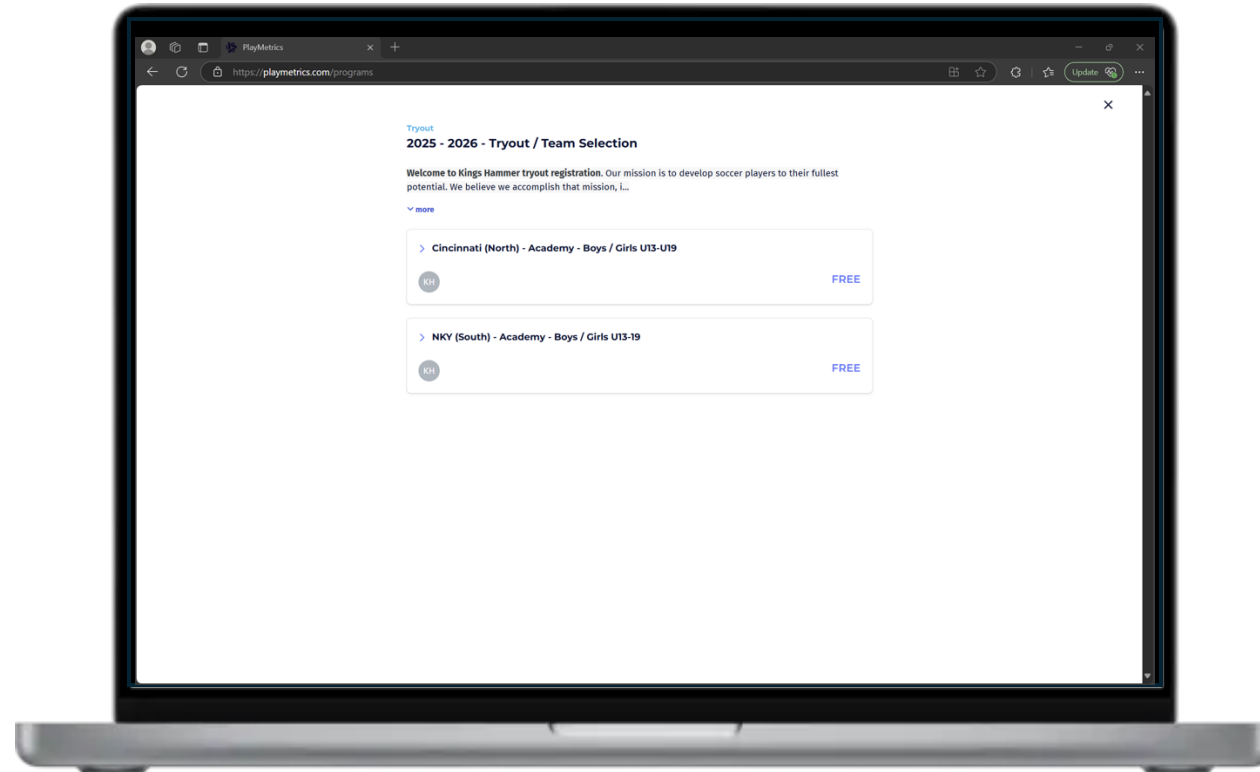 PlayMetrics
https://playmetrics.com/programs
Update
Tryout
2025 - 2026 - Tryout / Team Selection
Welcome to Kings Hammer tryout registration. Our mission is to develop soccer players to their fullest
potential. We believe we accomplish that mission, i...
more
Cincinnati (North) - Academy - Boys / Girls U13-U19
KH
FREE
NKY (South) - Academy - Boys / Girls U13-19
KH
FREE